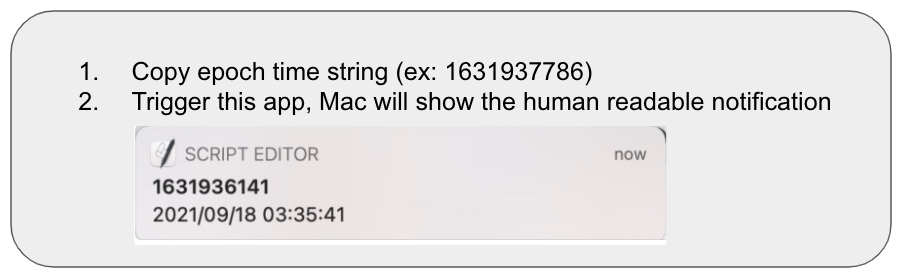 1. Copy epoch time string (ex: 1631937786)
2. Trigger this app, Mac will show the human readable notification
SCRIPT EDITOR now
1631936141
2021/09/18 03:35:41